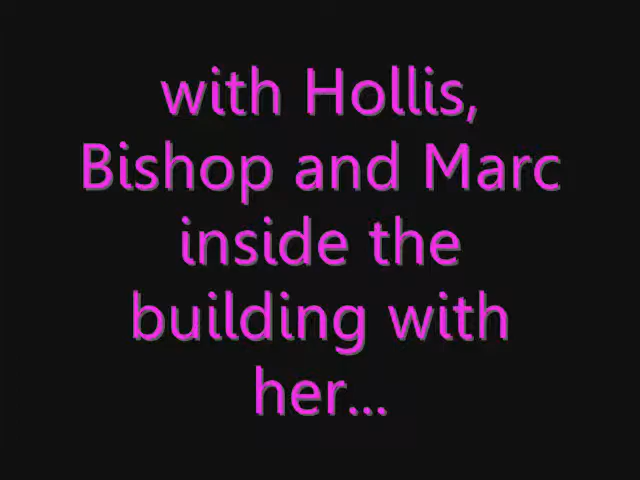 with Hollis,
Bishop and Marc
inside the
building with
her...